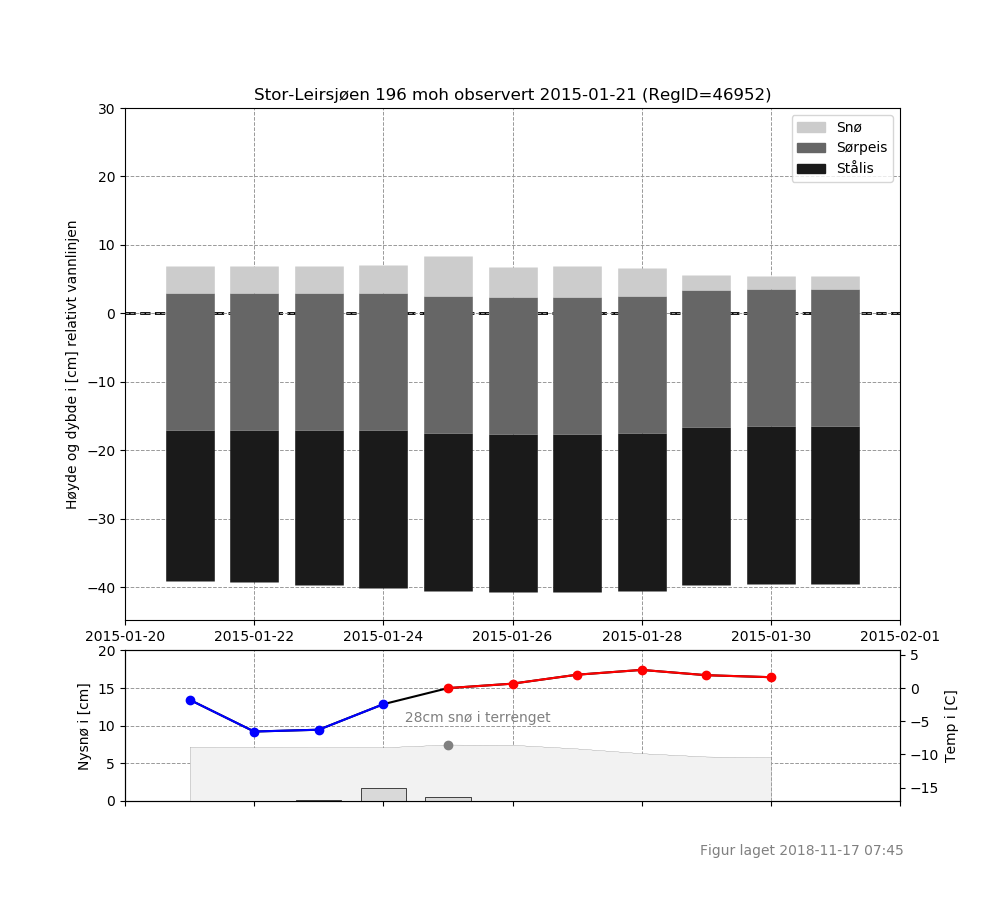 Stor-Leirsjøen 196 moh observert 2015-01-21 (RegID=46952)
30
20
10
0
−10
−20
−30
−40
Høyde og dybde i [cm] relativt vannlinjen
Snø
Sørpeis
Stålis
2015-01-20 2015-01-22 2015-01-24 2015-01-26 2015-01-28 2015-01-30 2015-02-01
20
15
10
5
0
Nysnø i [cm]
28cm snø i terrenget
5
0
−5
−10
−15
Temp i [C]
Figur laget 2018-11-17 07:45